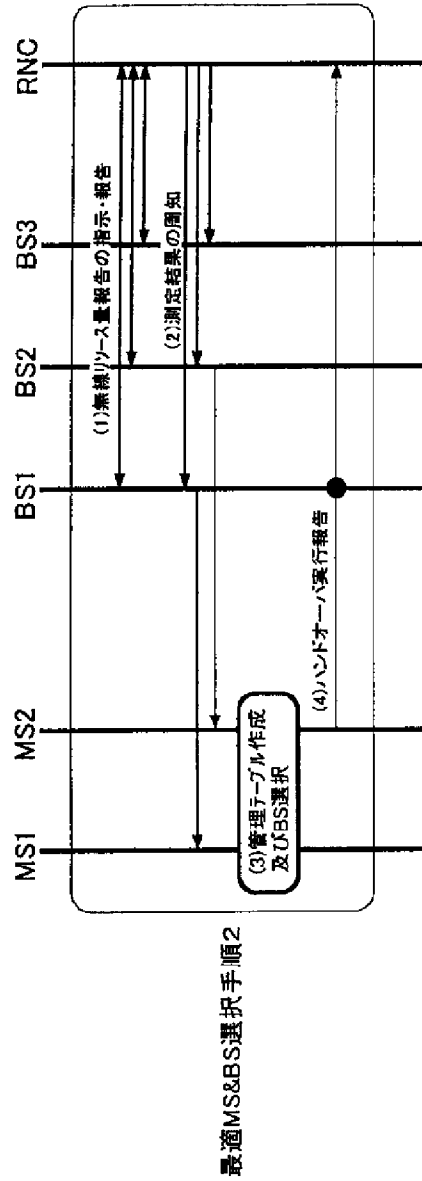 MS1
MS2
BS1
BS2
BS3
RNC
(1)無線リソース量報告の指示・報告
(2)測定結果の周知
(3)管理テーブル作成
及びBS選択
(4)ハンドオーバ実行報告
最適MS&BS選択手順2